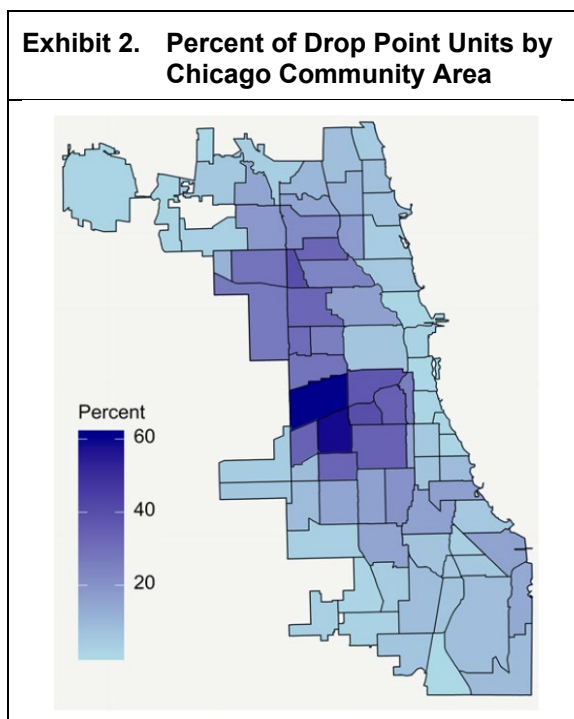 Exhibit 2. Percent of Drop Point Units by
Chicago Community Area
Percent
60
40
20